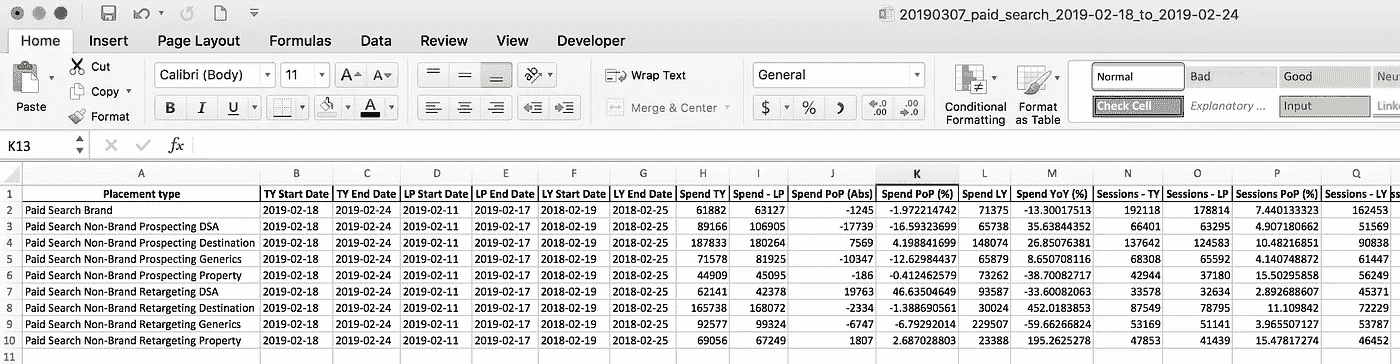 20190307_paid_search_2019-02-18_to_2019-02-24
Home Insert Page Layout Formulas Data Review View Developer
Paste Cut Copy Format
Calibri (Body) 11 A A
B I U A
Wrap Text
Merge & Center
General
$ % 
Conditional Formatting
Format as Table
Normal Bad Good
Check Cell Explanatory ... Input
K13 fx
A B C D E F G H I J K L M N O P Q
1 Placement type TY Start Date TY End Date LP Start Date LP End Date LY Start Date LY End Date Spend TY Spend - LP Spend PoP (Abs) Spend PoP (%) Spend LY Spend YoY (%) Sessions - TY Sessions - LP Sessions PoP (%) Sessions - LY
2 Paid Search Brand 2019-02-18 2019-02-24 2019-02-11 2019-02-17 2018-02-19 2018-02-25 61882 63127 -1245 -1.972214742 71375 -13.30017513 192118 178814 7.440133323 162453
3 Paid Search Non-Brand Prospecting DSA 2019-02-18 2019-02-24 2019-02-11 2019-02-17 2018-02-19 2018-02-25 89166 106905 -17739 -16.59323699 65738 35.63844352 66401 63295 4.907180662 51569
4 Paid Search Non-Brand Prospecting Destination 2019-02-18 2019-02-24 2019-02-11 2019-02-17 2018-02-19 2018-02-25 187833 180264 7569 4.198841699 148074 26.85076381 137642 124583 10.48216851 90838
5 Paid Search Non-Brand Prospecting Generics 2019-02-18 2019-02-24 2019-02-11 2019-02-17 2018-02-19 2018-02-25 71578 81925 -10347 -12.62984437 65879 8.650708116 68308 65592 4.140748872 61447
6 Paid Search Non-Brand Prospecting Property 2019-02-18 2019-02-24 2019-02-11 2019-02-17 2018-02-19 2018-02-25 44909 45095 -186 -0.412462579 73262 -38.70082717 42944 37180 15.50295858 56249
7 Paid Search Non-Brand Retargeting DSA 2019-02-18 2019-02-24 2019-02-11 2019-02-17 2018-02-19 2018-02-25 62141 42378 19763 46.63504649 93587 -33.60082063 33578 32634 2.892688607 45371
8 Paid Search Non-Brand Retargeting Destination 2019-02-18 2019-02-24 2019-02-11 2019-02-17 2018-02-19 2018-02-25 165738 168072 -2334 -1.388690561 30024 452.0183853 87549 78795 11.109842 72229
9 Paid Search Non-Brand Retargeting Generics 2019-02-18 2019-02-24 2019-02-11 2019-02-17 2018-02-19 2018-02-25 92577 99324 -6747 -6.79292014 229507 -59.66266824 53169 51141 3.965507127 53787
10 Paid Search Non-Brand Retargeting Property 2019-02-18 2019-02-24 2019-02-11 2019-02-17 2018-02-19 2018-02-25 69056 67249 1807 2.687028803 23388 195.2625278 47853 41439 15.47817274 46452
11